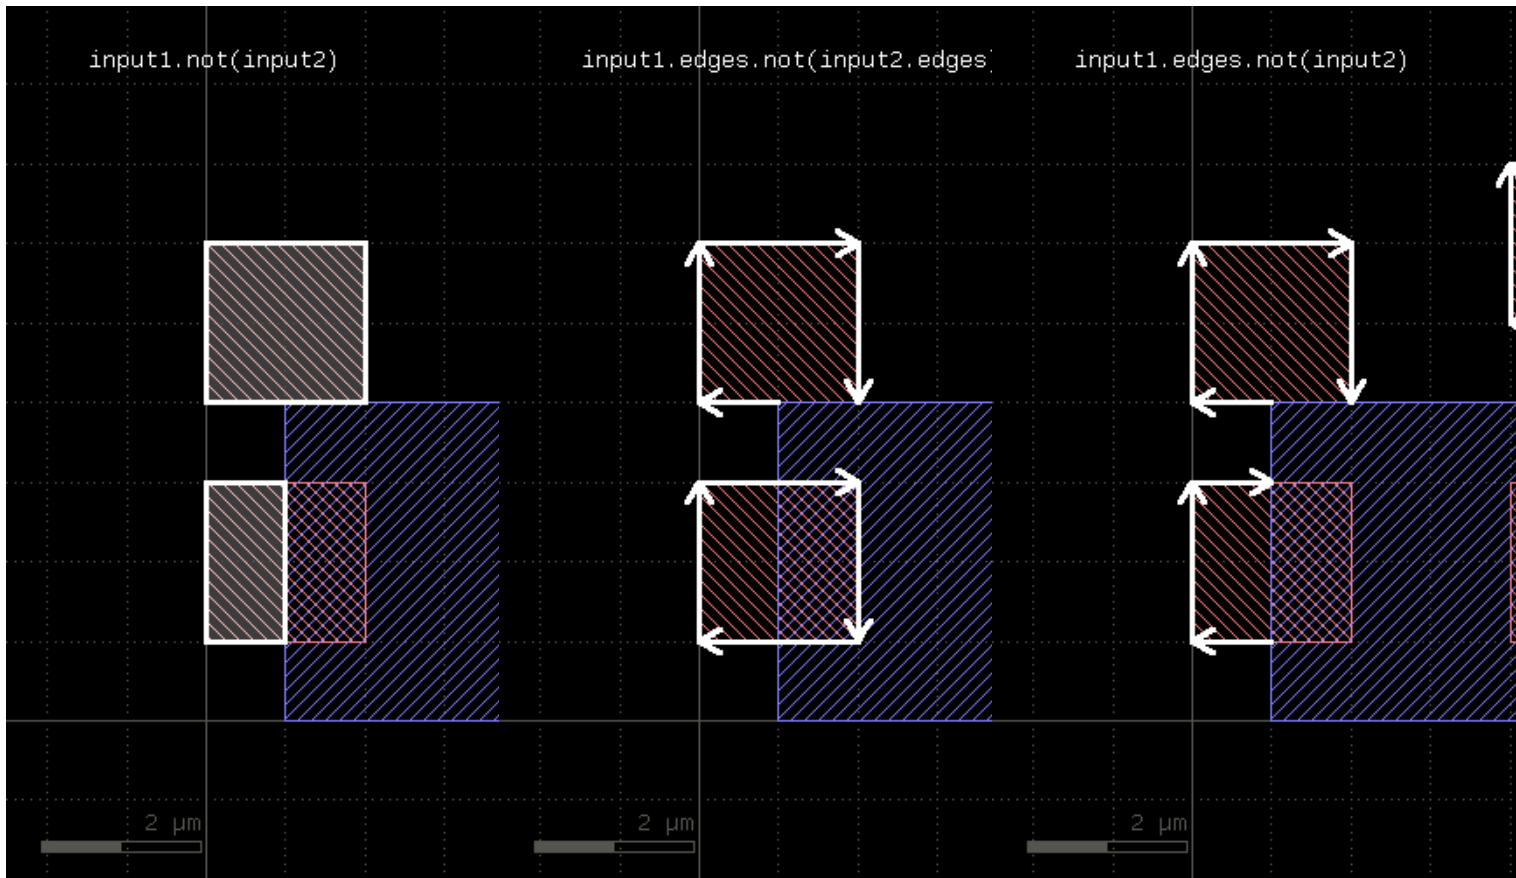 input1.not(input2)
input1.edges.not(input2.edges)
input1.edges.not(input2)
2 µm
2 µm
2 µm